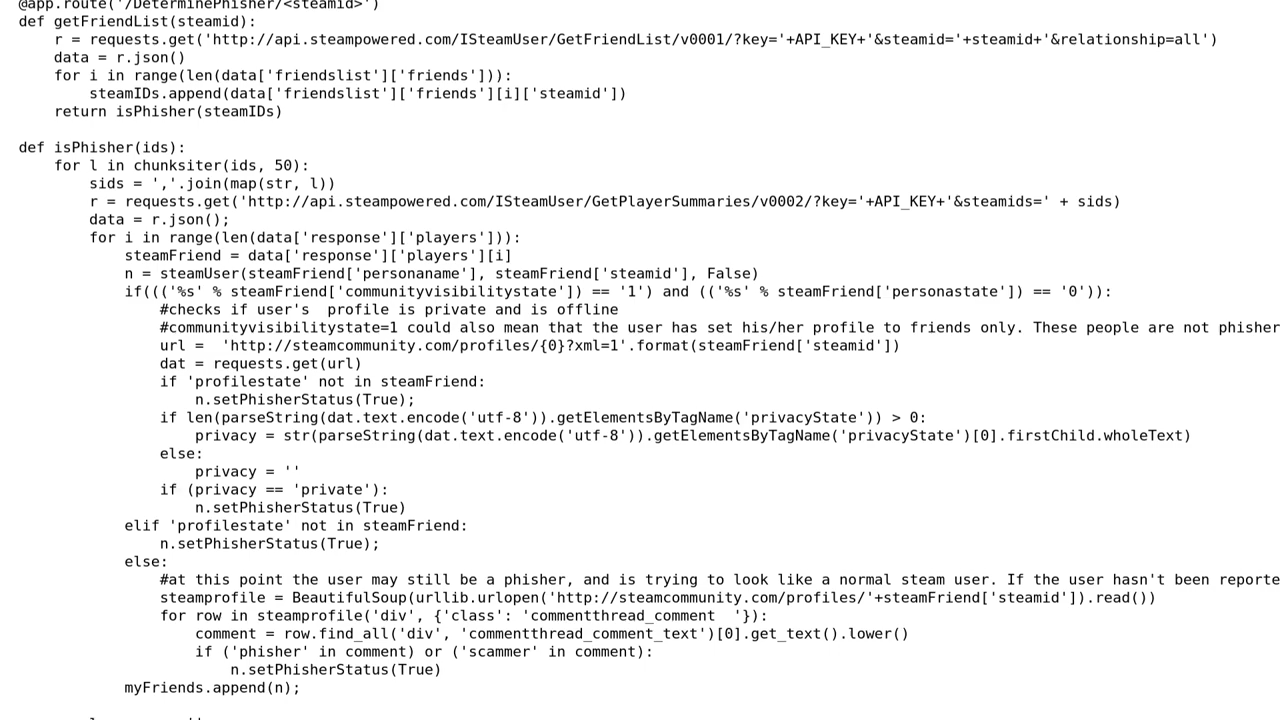 @app.route('/DeterminePhisher/<steamid>')
def getFriendList(steamid):
    r = requests.get('http://api.steampowered.com/ISteamUser/GetFriendList/v0001/?key='+API_KEY+'&steamid='+steamid+'&relationship=all')
    data = r.json()
    for i in range(len(data['friendslist']['friends'])):
        steamIDs.append(data['friendslist']['friends'][i]['steamid'])
    return isPhisher(steamIDs)

def isPhisher(ids):
    for l in chunksiter(ids, 50):
        sids = ','.join(map(str, l))
        r = requests.get('http://api.steampowered.com/ISteamUser/GetPlayerSummaries/v0002/?key='+API_KEY+'&steamids=' + sids)
        data = r.json();
        for i in range(len(data['response']['players'])):
            steamFriend = data['response']['players'][i]
            n = steamUser(steamFriend['personaname'], steamFriend['steamid'], False)
            if((('%s' % steamFriend['communityvisibilitystate']) == '1') and (('%s' % steamFriend['personastate']) == '0')):
                #checks if user's  profile is private and is offline
                #communityvisibilitystate=1 could also mean that the user has set his/her profile to friends only. These people are not phisher
                url =  'http://steamcommunity.com/profiles/{0}?xml=1'.format(steamFriend['steamid'])
                dat = requests.get(url)
                if 'profilestate' not in steamFriend:
                    n.setPhisherStatus(True);
                if len(parseString(dat.text.encode('utf-8')).getElementsByTagName('privacyState')) > 0:
                    privacy = str(parseString(dat.text.encode('utf-8')).getElementsByTagName('privacyState')[0].firstChild.wholeText)
                else:
                    privacy = ''
                if (privacy == 'private'):
                    n.setPhisherStatus(True)
            elif 'profilestate' not in steamFriend:
                n.setPhisherStatus(True);
            else:
                #at this point the user may still be a phisher, and is trying to look like a normal steam user. If the user hasn't been reporte
                steamprofile = BeautifulSoup(urllib.urlopen('http://steamcommunity.com/profiles/'+steamFriend['steamid']).read())
                for row in steamprofile('div', {'class': 'commentthread_comment  '}):
                    comment = row.find_all('div', 'commentthread_comment_text')[0].get_text().lower()
                    if ('phisher' in comment) or ('scammer' in comment):
                        n.setPhisherStatus(True)
            myFriends.append(n);